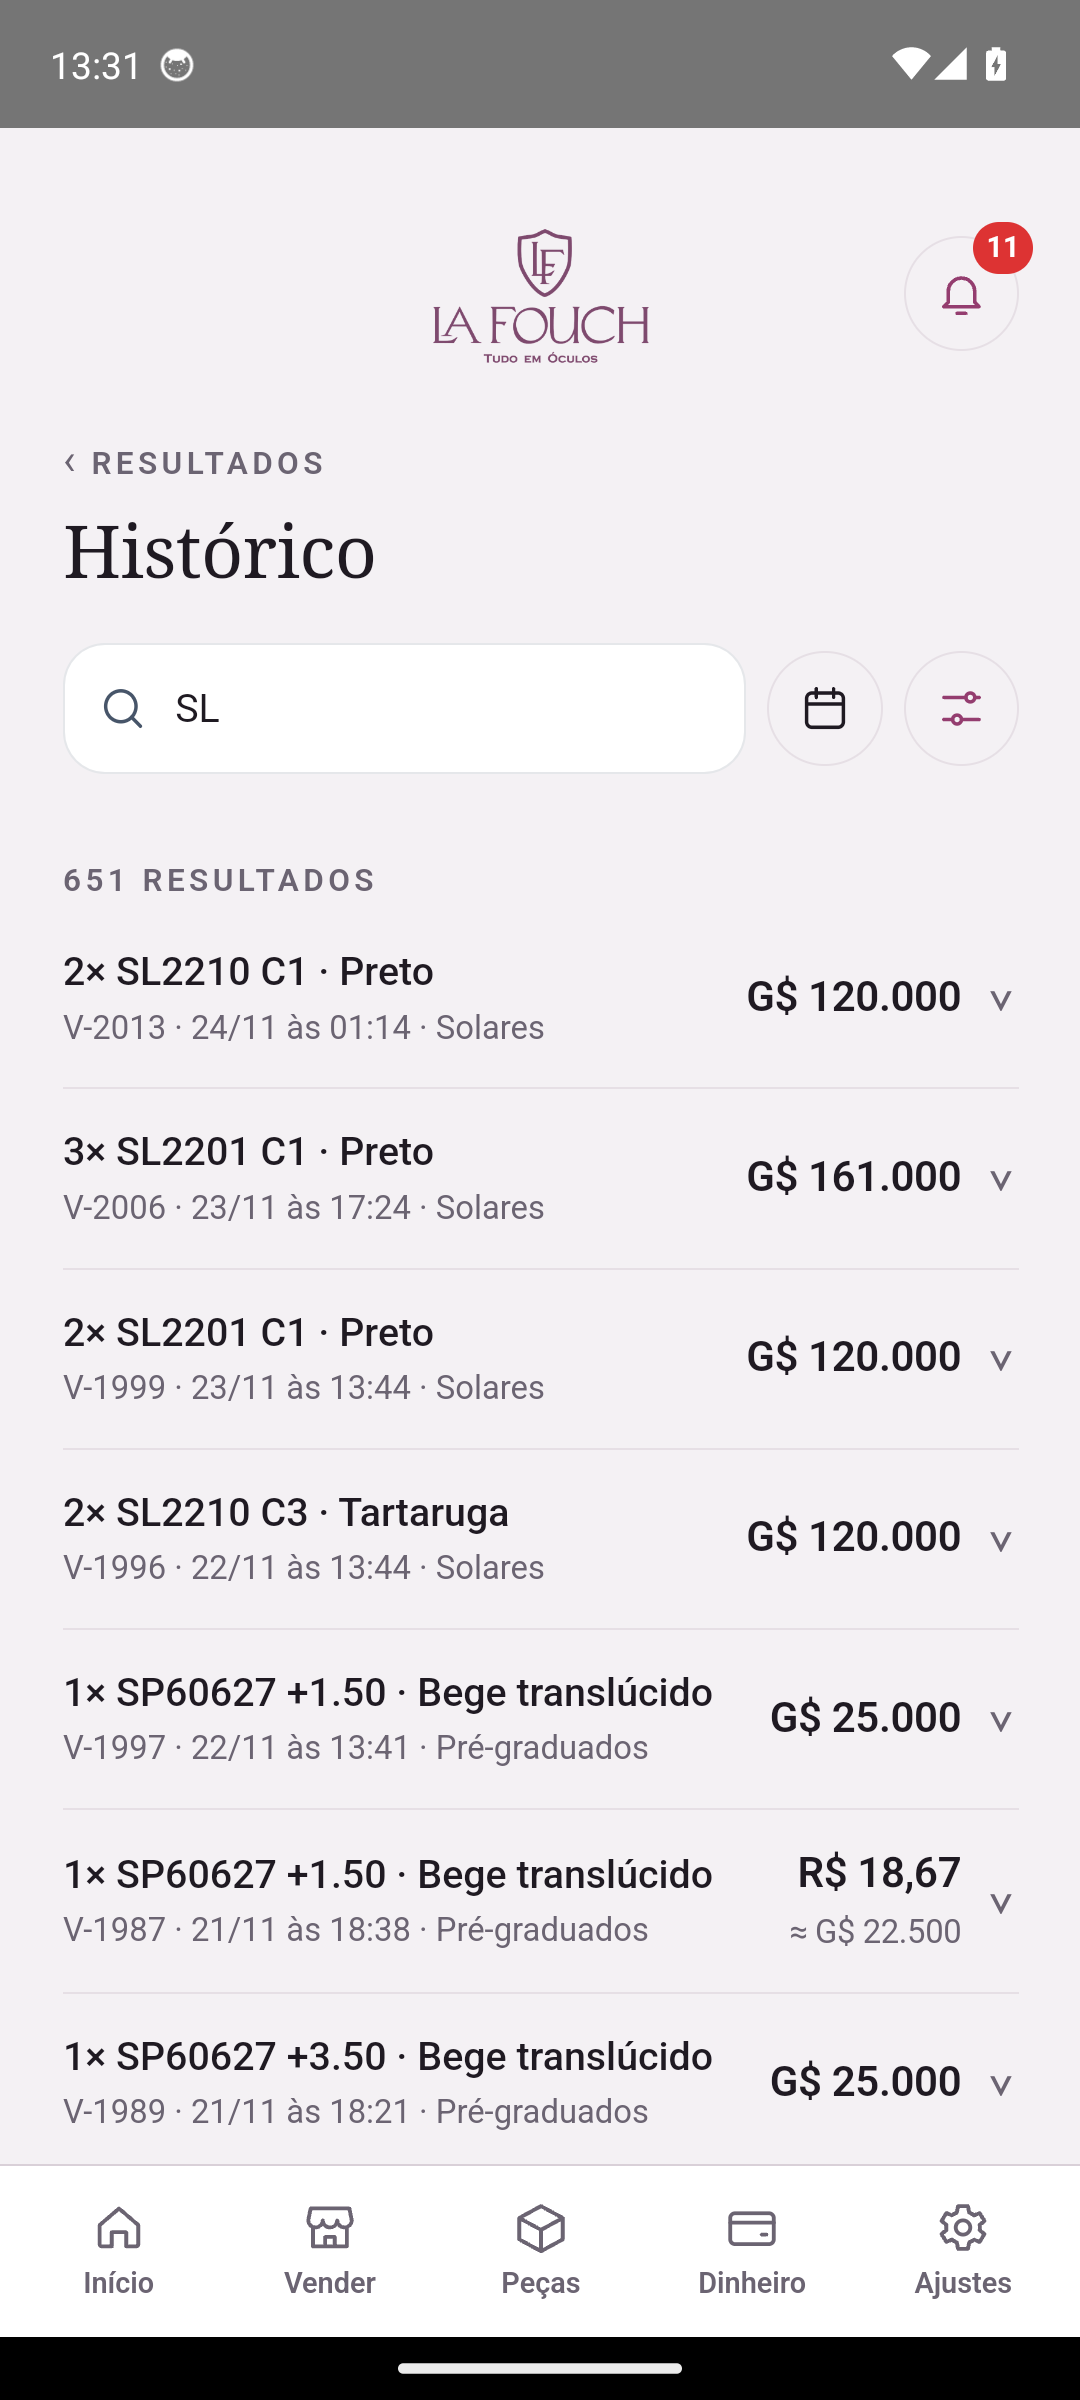 13:31
11
LF
LA FOUCH
TUDO EM ÓCULOS
‹ RESULTADOS
Histórico
SL
651 RESULTADOS
2× SL2210 C1 · Preto
V-2013 · 24/11 às 01:14 · Solares
G$ 120.000
3× SL2201 C1 · Preto
V-2006 · 23/11 às 17:24 · Solares
G$ 161.000
2× SL2201 C1 · Preto
V-1999 · 23/11 às 13:44 · Solares
G$ 120.000
2× SL2210 C3 · Tartaruga
V-1996 · 22/11 às 13:44 · Solares
G$ 120.000
1× SP60627 +1.50 · Bege translúcido
V-1997 · 22/11 às 13:41 · Pré-graduados
G$ 25.000
1× SP60627 +1.50 · Bege translúcido
V-1987 · 21/11 às 18:38 · Pré-graduados
R$ 18,67
≈ G$ 22.500
1× SP60627 +3.50 · Bege translúcido
V-1989 · 21/11 às 18:21 · Pré-graduados
G$ 25.000
Início
Vender
Peças
Dinheiro
Ajustes